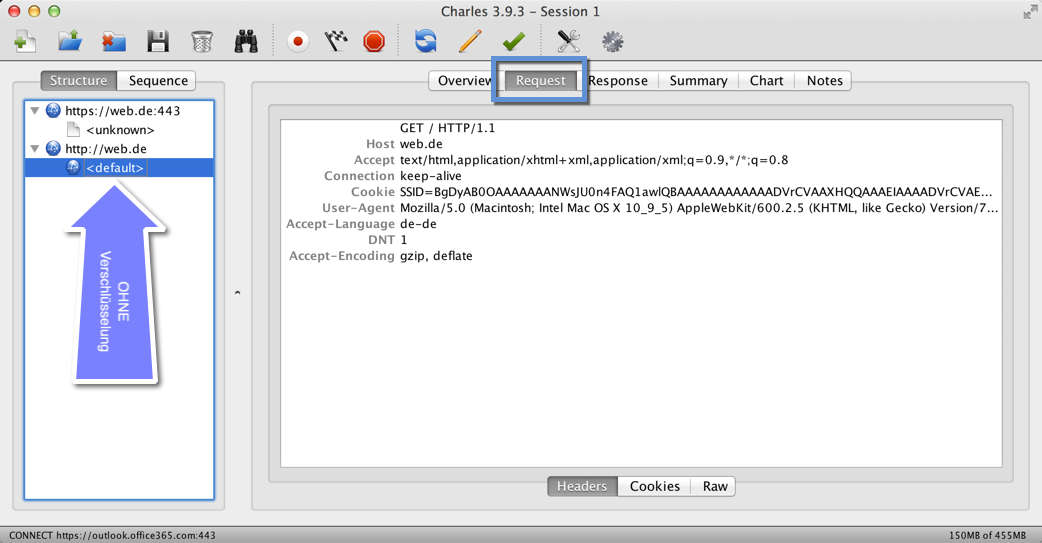 Charles 3.9.3 – Session 1
Structure Sequence
Overview Request Response Summary Chart Notes
https://web.de:443
<unknown>
http://web.de
<default>
OHNE
Verschlüsselung
GET / HTTP/1.1
Host web.de
Accept text/html,application/xhtml+xml,application/xml;q=0.9,*/*;q=0.8
Connection keep-alive
Cookie SSID=BgDyAB0OAAAAAAANWsJU0n4FAQ1awlQBAAAAAAAAAAAADVrCVAAXHQQAAAEIAAAADVrCVAE...
User-Agent Mozilla/5.0 (Macintosh; Intel Mac OS X 10_9_5) AppleWebKit/600.2.5 (KHTML, like Gecko) Version/7...
Accept-Language de-de
DNT 1
Accept-Encoding gzip, deflate
Headers Cookies Raw
CONNECT https://outlook.office365.com:443
150MB of 455MB